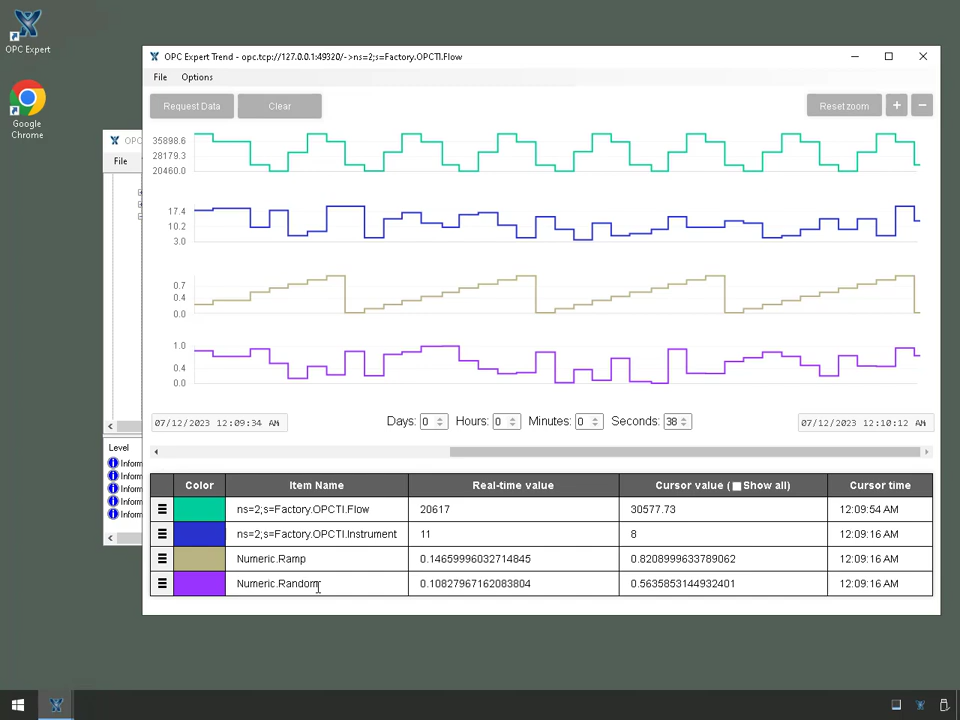 OPC Expert
Google
Chrome
OPC
File
Level
Inform
Inform
Inform
Inform
Inform
OPC Expert Trend - opc.tcp://127.0.0.1:49320/->ns=2;s=Factory.OPCTI.Flow
File Options
Request Data Clear Reset zoom + −
35898.6
28179.3
20460.0
17.4
10.2
3.0
0.7
0.4
0.0
1.0
0.4
0.0
07/12/2023 12:09:34 AM Days: 0 Hours: 0 Minutes: 0 Seconds: 38 07/12/2023 12:10:12 AM
Color Item Name Real-time value Cursor value (Show all) Cursor time
ns=2;s=Factory.OPCTI.Flow 20617 30577.73 12:09:54 AM
ns=2;s=Factory.OPCTI.Instrument 11 8 12:09:16 AM
Numeric.Ramp 0.14659996032714845 0.8208999633789062 12:09:16 AM
Numeric.Random 0.10827967162083804 0.5635853144932401 12:09:16 AM